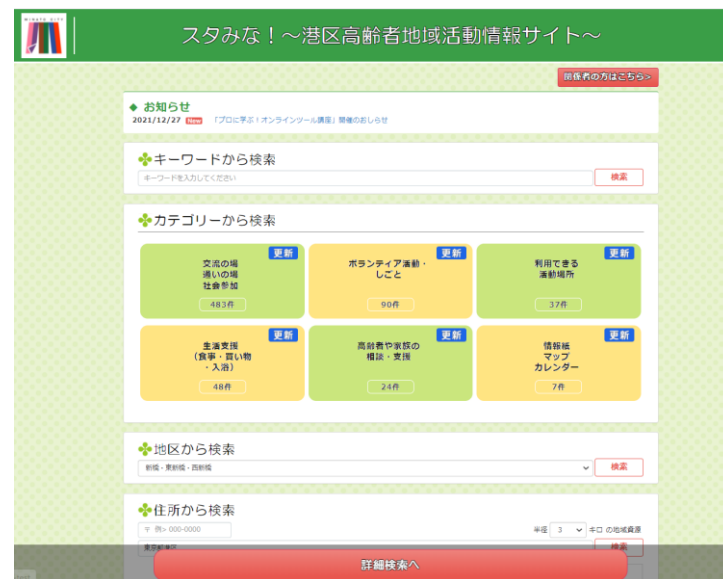 MINATO CITY
スタみな！～港区高齢者地域活動情報サイト～
関係者の方はこちら>
お知らせ
2021/12/27 New 「プロに学ぶ！オンラインツール講座」開催のおしらせ
キーワードから検索
キーワードを入力してください 検索
カテゴリーから検索
更新
交流の場
通いの場
社会参加
483件
更新
ボランティア活動・
しごと
90件
更新
利用できる
活動場所
37件
更新
生活支援
（食事・買い物
・入浴）
48件
更新
高齢者や家族の
相談・支援
24件
更新
情報紙
マップ
カレンダー
7件
地区から検索
新橋・東新橋・西新橋 検索
住所から検索
〒 例> 000-0000 半径 3 キロ の地域資源
東京都港区 検索
詳細検索へ